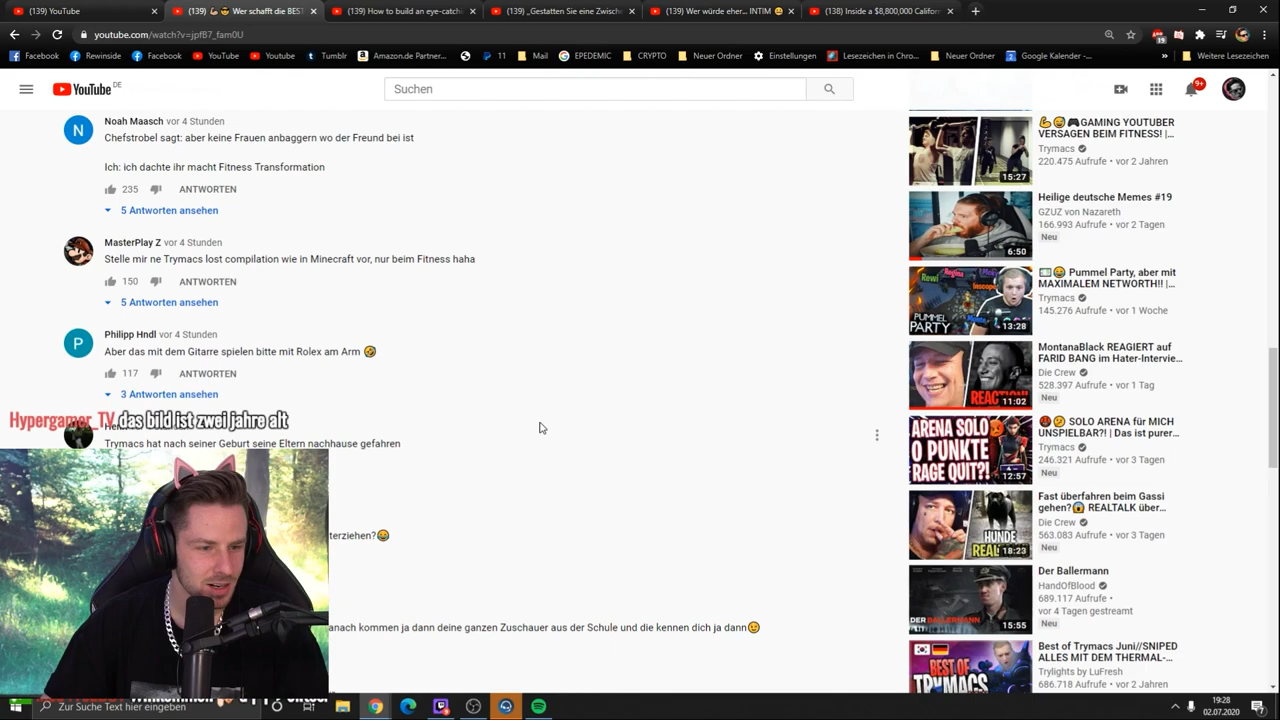 (139) YouTube
(139) 💪😎 Wer schafft die BEST
(139) How to build an eye-catch
(139) „Gestatten Sie eine Zwische
(139) Wer würde eher... INTIM 😆
(138) Inside a $8,800,000 Califor
youtube.com/watch?v=jpfB7_fam0U
Facebook
Rewinside
Facebook
YouTube
Youtube
Tumblr
Amazon.de Partner...
11
Mail
EPEDEMIC
CRYPTO
Neuer Ordner
Einstellungen
Lesezeichen in Chro...
Neuer Ordner
Google Kalender -...
»
Weitere Lesezeichen
YouTube DE
Suchen
9+
N
Noah Maasch vor 4 Stunden
Chefstrobel sagt: aber keine Frauen anbaggern wo der Freund bei ist
Ich: ich dachte ihr macht Fitness Transformation
235 ANTWORTEN
5 Antworten ansehen
MasterPlay Z vor 4 Stunden
Stelle mir ne Trymacs lost compilation wie in Minecraft vor, nur beim Fitness haha
150 ANTWORTEN
5 Antworten ansehen
P
Philipp Hndl vor 4 Stunden
Aber das mit dem Gitarre spielen bitte mit Rolex am Arm 🤣
117 ANTWORTEN
3 Antworten ansehen
Hypergamer_TV das bild ist zwei jahre alt
Trymacs hat nach seiner Geburt seine Eltern nachhause gefahren
terziehen?😂
anach kommen ja dann deine ganzen Zuschauer aus der Schule und die kennen dich ja dann😉
💪😅🎮GAMING YOUTUBER
VERSAGEN BEIM FITNESS! |...
Trymacs
220.475 Aufrufe • vor 2 Jahren
15:27
Heilige deutsche Memes #19
GZUZ von Nazareth
166.993 Aufrufe • vor 2 Tagen
Neu
6:50
💵😂 Pummel Party, aber mit
MAXIMALEM NETWORTH!! |...
Trymacs
145.276 Aufrufe • vor 1 Woche
Rewi
PUMMEL
PARTY
13:28
MontanaBlack REAGIERT auf
FARID BANG im Hater-Intervie...
Die Crew
528.397 Aufrufe • vor 1 Tag
Neu
REACTION!
11:02
😡🤔 SOLO ARENA für MICH
UNSPIELBAR?! | Das ist purer...
Trymacs
246.321 Aufrufe • vor 3 Tagen
Neu
ARENA SOLO
0 PUNKTE
RAGE QUIT?!
12:57
Fast überfahren beim Gassi
gehen?😱 REALTALK über...
Die Crew
563.083 Aufrufe • vor 3 Tagen
Neu
HUNDE
18:23
Der Ballermann
HandOfBlood
689.117 Aufrufe •
vor 4 Tagen gestreamt
Neu
DER BALLERMANN
15:55
Best of Trymacs Juni//SNIPED
ALLES MIT DEM THERMAL-...
Trylights by LuFresh
686.718 Aufrufe • vor 2 Jahren
BEST OF
TRYMACS
Zur Suche Text hier eingeben
19:28
02.07.2020